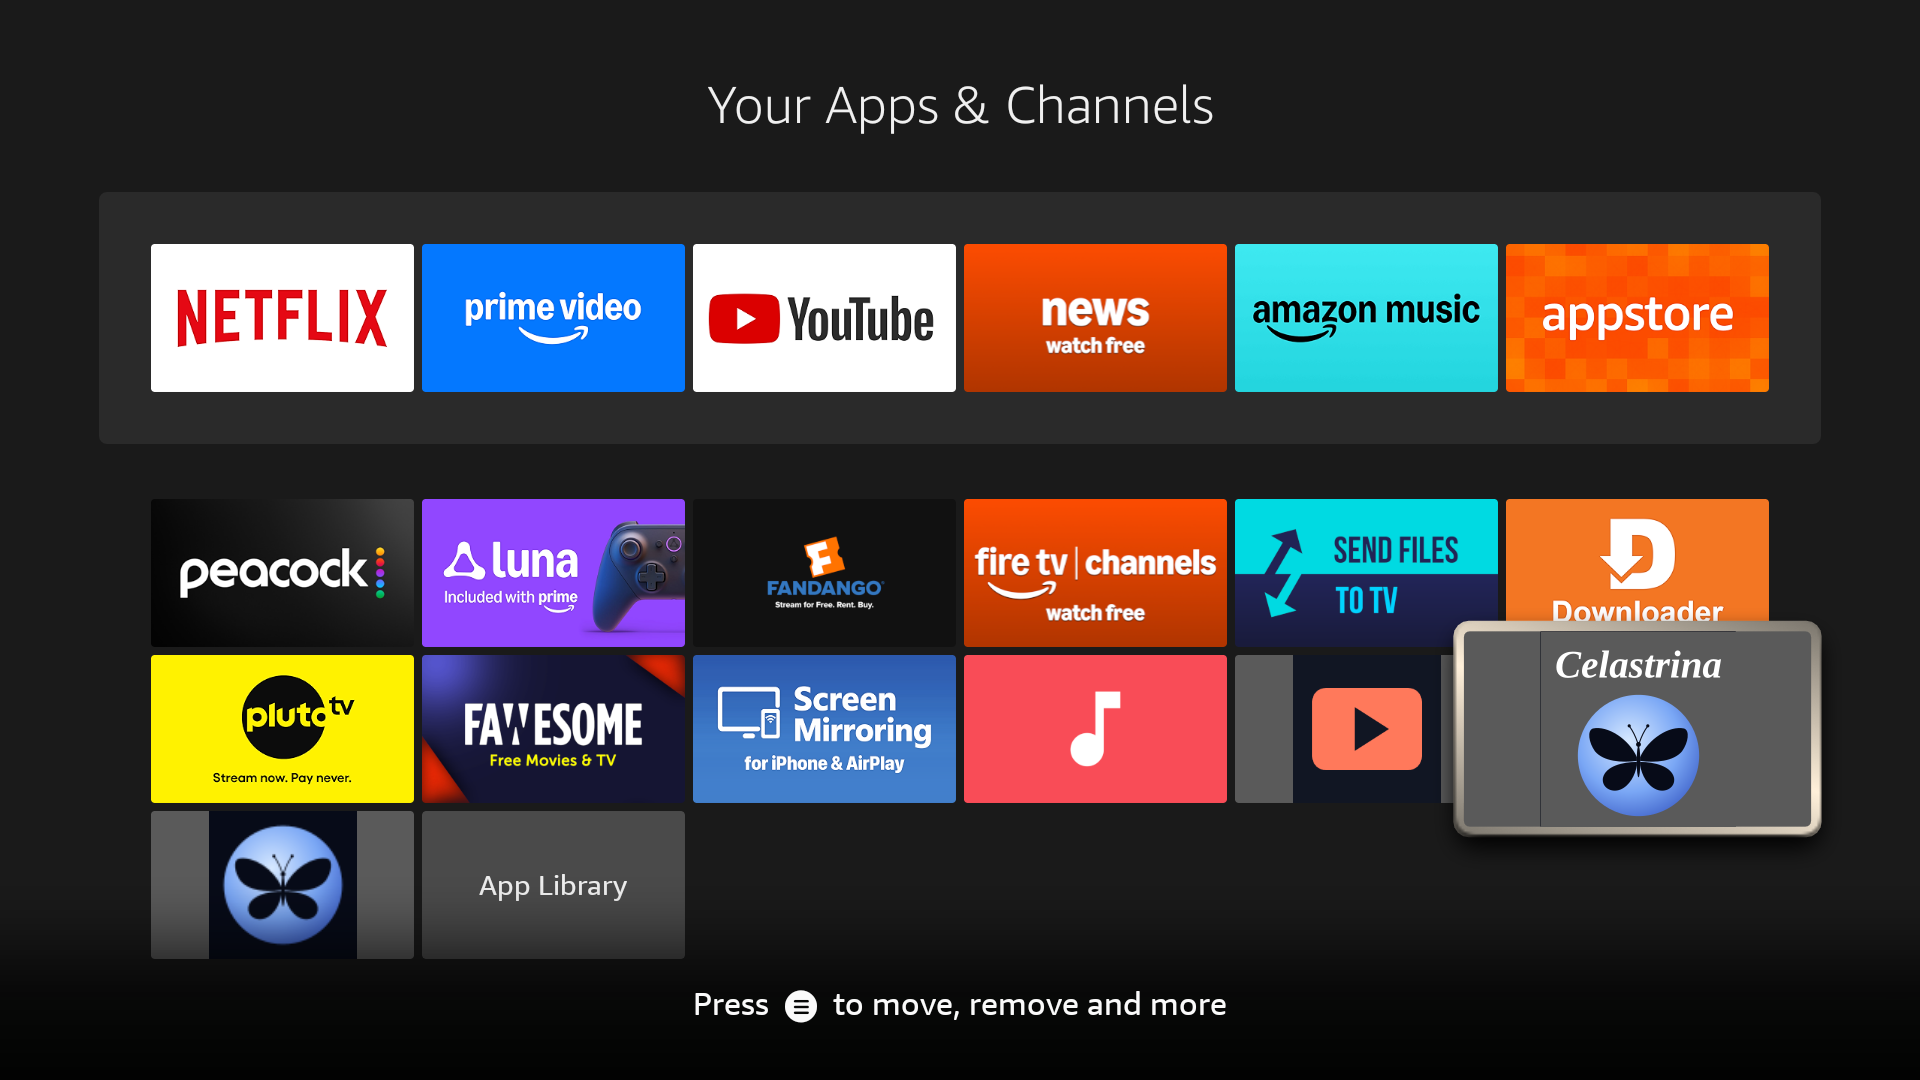 Your Apps & Channels
NETFLIX
prime video
YouTube
news
watch free
amazon music
appstore
peacock
luna
Included with prime
FANDANGO
Stream for Free. Rent. Buy.
fire tv | channels
watch free
SEND FILES
TO TV
Downloader
pluto tv
Stream now. Pay never.
FAWESOME
Free Movies & TV
Screen
Mirroring
for iPhone & AirPlay
Celastrina
App Library
Press to move, remove and more